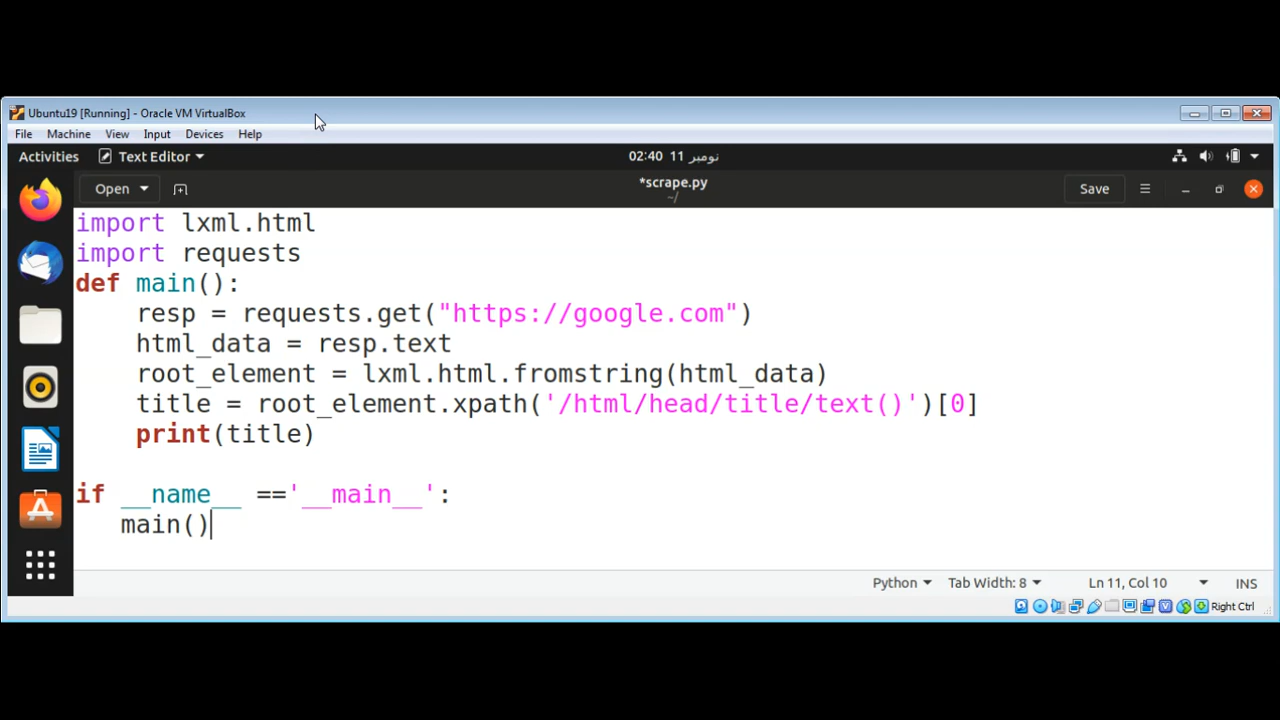 Ubuntu19 [Running] - Oracle VM VirtualBox
File Machine View Input Devices Help
Activities Text Editor 02:40 11 نومبر
Open *scrape.py Save
~/
import lxml.html
import requests
def main():
    resp = requests.get("https://google.com")
    html_data = resp.text
    root_element = lxml.html.fromstring(html_data)
    title = root_element.xpath('/html/head/title/text()')[0]
    print(title)
if __name__ =='__main__':
   main()
Python Tab Width: 8 Ln 11, Col 10 INS
Right Ctrl